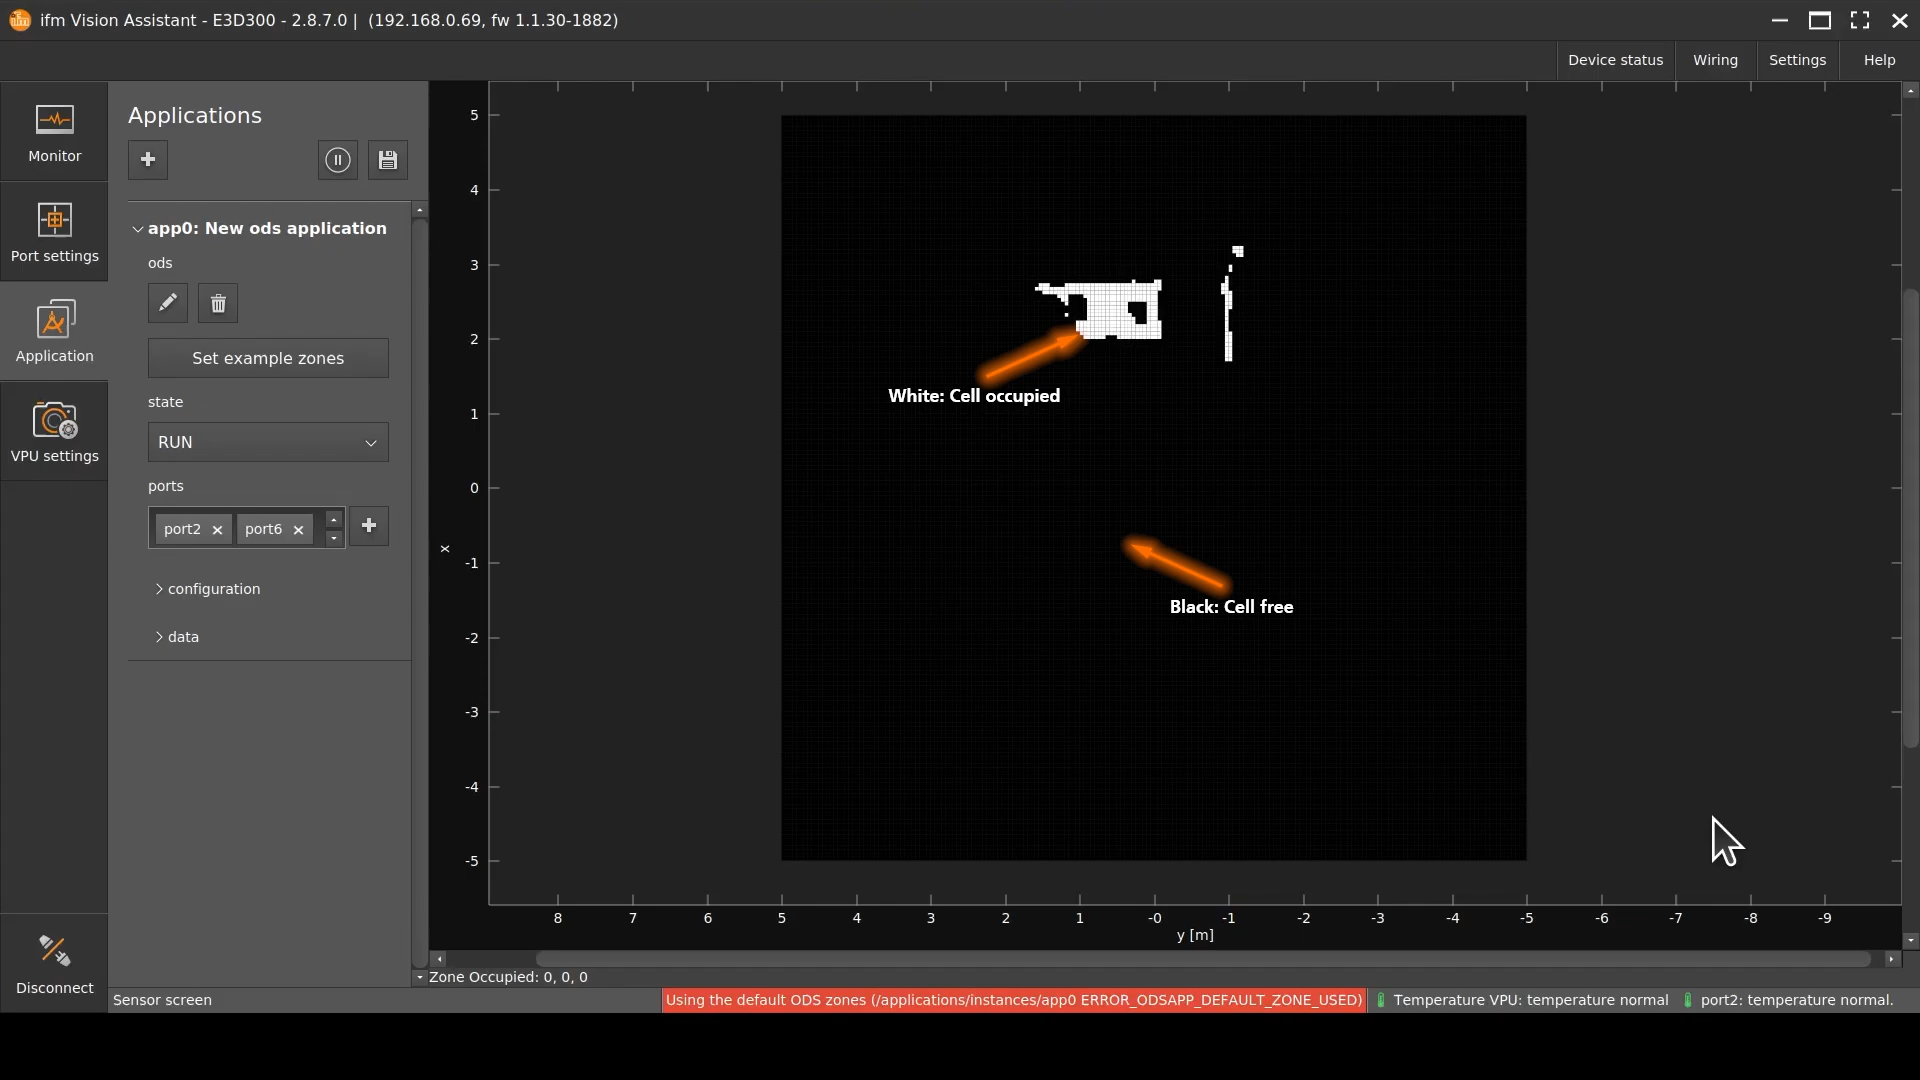 ifm Vision Assistant - E3D300 - 2.8.7.0 | (192.168.0.69, fw 1.1.30-1882)
Device status Wiring Settings Help
Monitor
Port settings
Application
VPU settings
Disconnect
Applications
app0: New ods application
ods
Set example zones
state
RUN
ports
port2 port6
configuration
data
5
4
3
2
1
0
-1
-2
-3
-4
-5
x
White: Cell occupied
Black: Cell free
8 7 6 5 4 3 2 1 -0 -1 -2 -3 -4 -5 -6 -7 -8 -9
y [m]
Zone Occupied: 0, 0, 0
Sensor screen
Using the default ODS zones (/applications/instances/app0 ERROR_ODSAPP_DEFAULT_ZONE_USED)
Temperature VPU: temperature normal
port2: temperature normal.